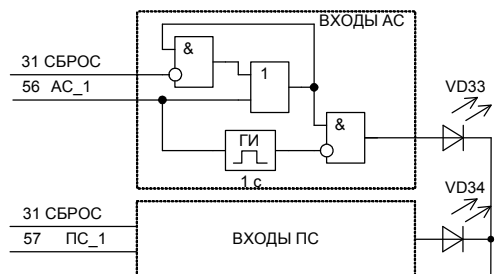 ВХОДЫ АС
&
31 СБРОС
1
VD33
56 АС_1
&
ГИ
1 с
VD34
31 СБРОС
57 ПС_1
ВХОДЫ ПС